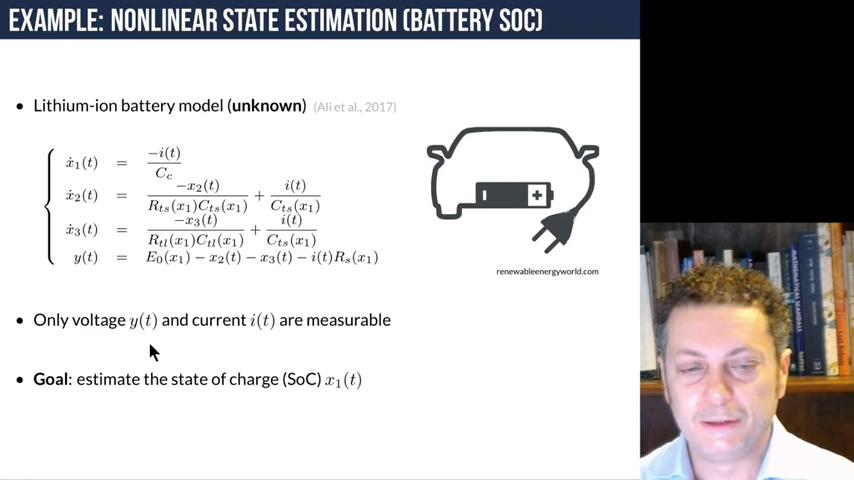 EXAMPLE: NONLINEAR STATE ESTIMATION (BATTERY SOC)
• Lithium-ion battery model (unknown) (Ali et al., 2017)
ẋ₁(t) = −i(t) / C_c
ẋ₂(t) = −x₂(t) / R_ts(x₁)C_ts(x₁) + i(t) / C_ts(x₁)
ẋ₃(t) = −x₃(t) / R_tl(x₁)C_tl(x₁) + i(t) / C_ts(x₁)
y(t) = E₀(x₁) − x₂(t) − x₃(t) − i(t)R_s(x₁)
renewableenergyworld.com
• Only voltage y(t) and current i(t) are measurable
• Goal: estimate the state of charge (SoC) x₁(t)
MATHEMATICAL SCANDALS